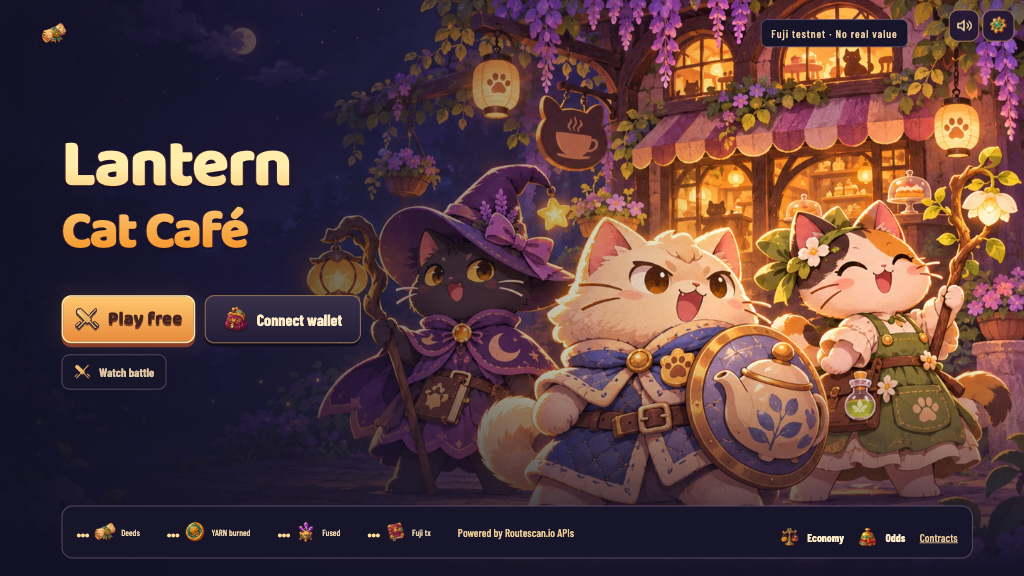 Fuji testnet · No real value
Lantern
Cat Café
Play free
Connect wallet
Watch battle
••• Deeds ••• YARN burned ••• Fused ••• Fuji tx Powered by Routescan.io APIs Economy Odds Contracts